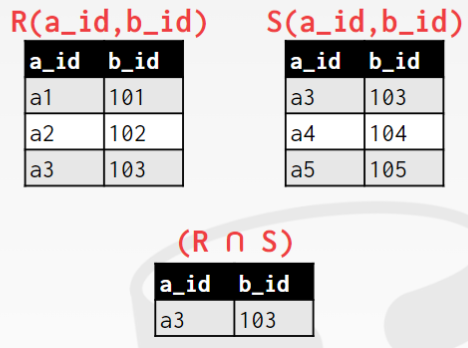 R(a_id,b_id) S(a_id,b_id)
a_id b_id a_id b_id
a1 101 a3 103
a2 102 a4 104
a3 103 a5 105
(R ∩ S)
a_id b_id
a3 103